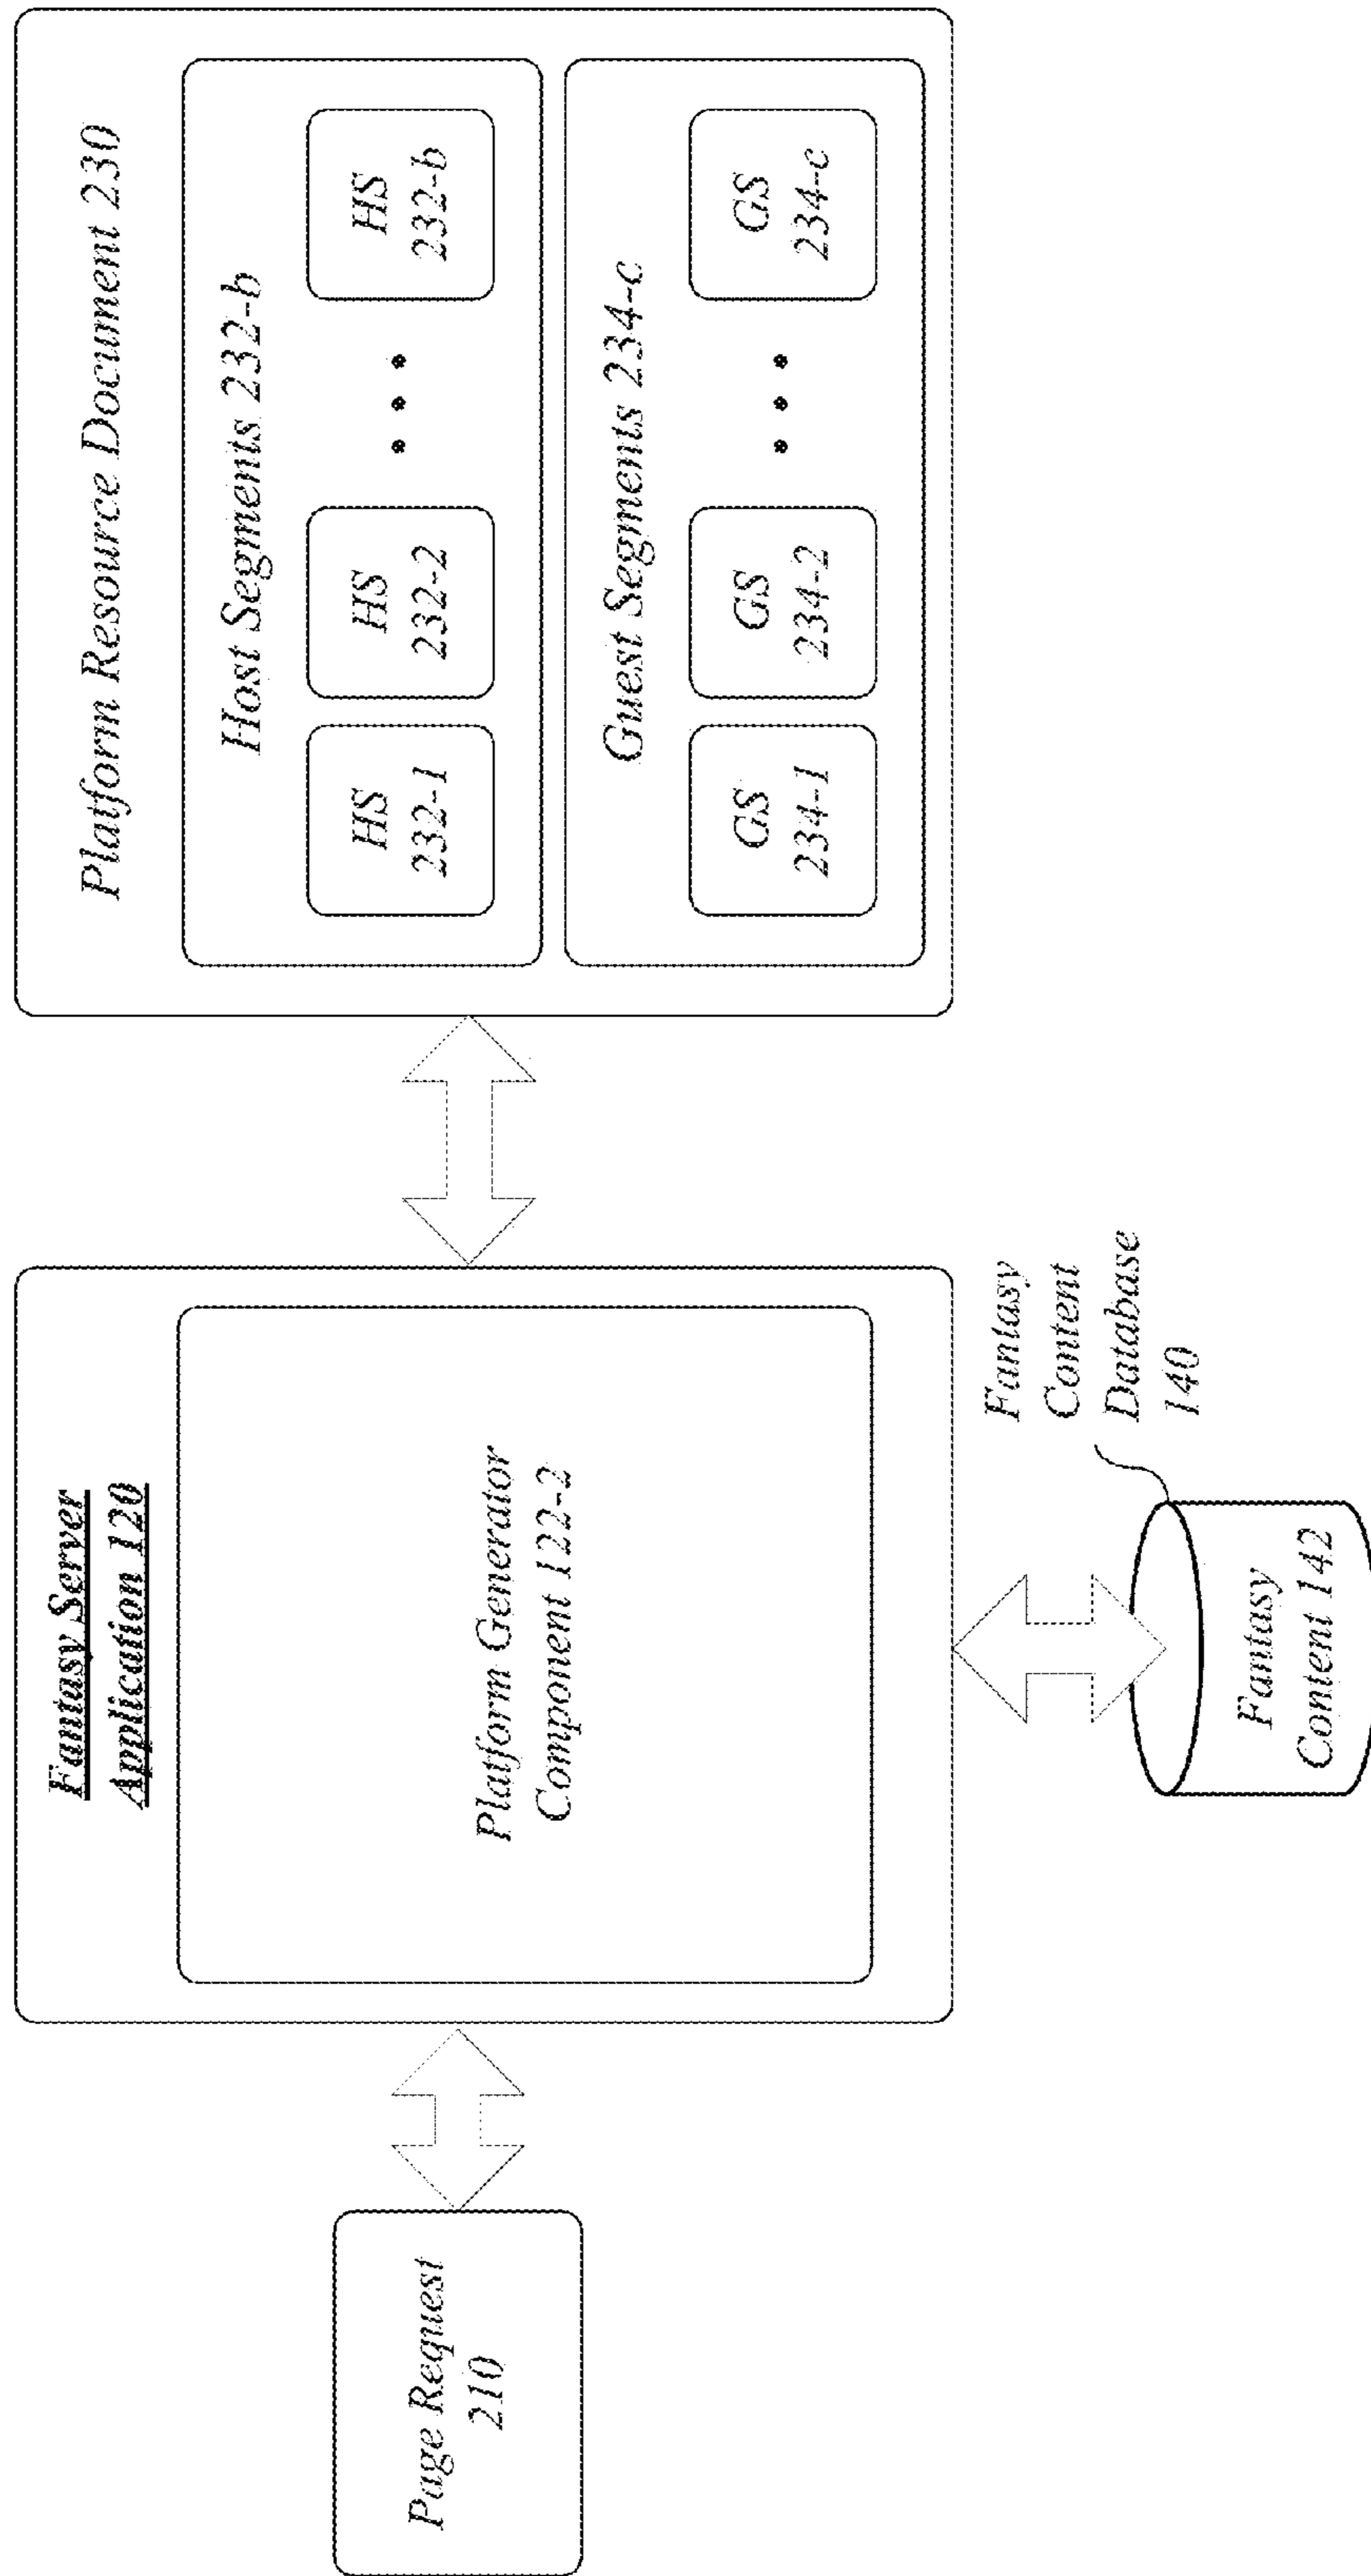 Page Request
210
Fantasy Server
Application 120
Platform Generator
Component 122-2
Fantasy
Content
Database
140
Fantasy
Content 142
Platform Resource Document 230
Host Segments 232-b
HS
232-1
HS
232-2
HS
232-b
Guest Segments 234-c
GS
234-1
GS
234-2
GS
234-c